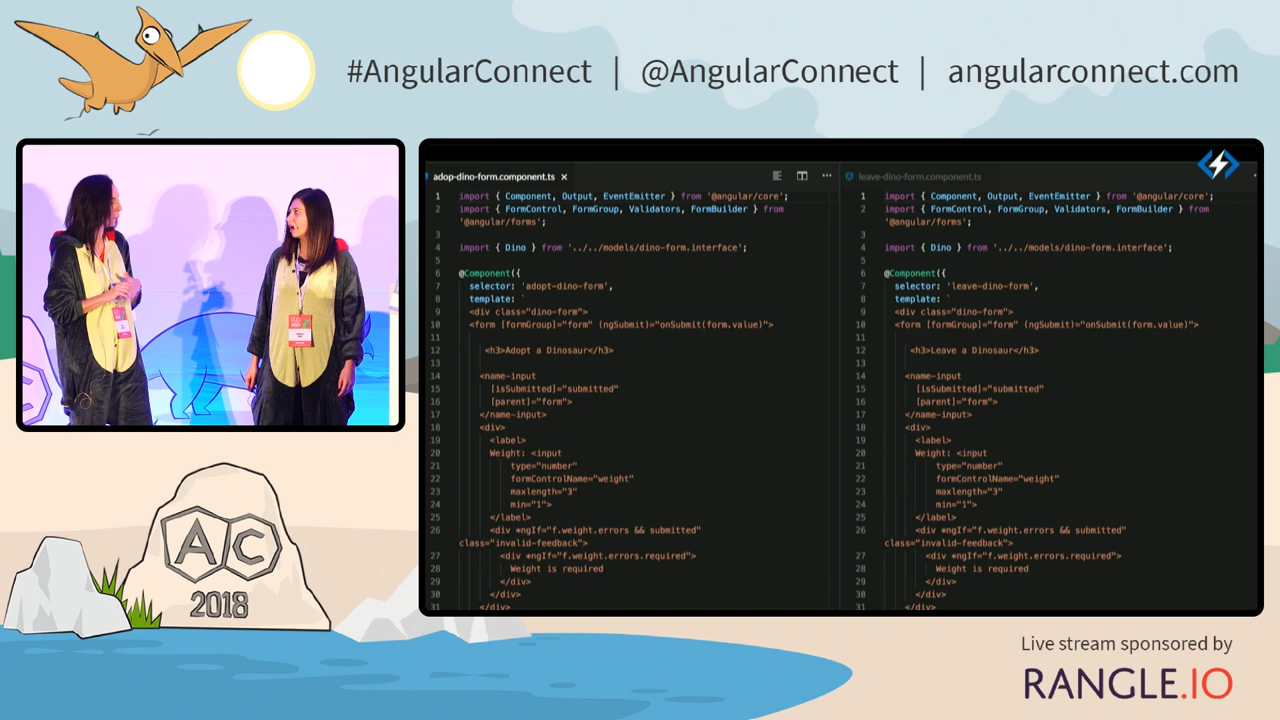 #AngularConnect | @AngularConnect | angularconnect.com
adop-dino-form.component.ts
1 import { Component, Output, EventEmitter } from '@angular/core';
2 import { FormControl, FormGroup, Validators, FormBuilder } from
'@angular/forms';
3
4 import { Dino } from '../../models/dino-form.interface';
5
6 @Component({
7 selector: 'adopt-dino-form',
8 template: `
9 <div class="dino-form">
10 <form [formGroup]="form" (ngSubmit)="onSubmit(form.value)">
11
12 <h3>Adopt a Dinosaur</h3>
13
14 <name-input
15 [isSubmitted]="submitted"
16 [parent]="form">
17 </name-input>
18 <div>
19 <label>
20 Weight: <input
21 type="number"
22 formControlName="weight"
23 maxlength="3"
24 min="1">
25 </label>
26 <div *ngIf="f.weight.errors && submitted"
class="invalid-feedback">
27 <div *ngIf="f.weight.errors.required">
28 Weight is required
29 </div>
30 </div>
31 </div>
leave-dino-form.component.ts
1 import { Component, Output, EventEmitter } from '@angular/core';
2 import { FormControl, FormGroup, Validators, FormBuilder } from
'@angular/forms';
3
4 import { Dino } from '../../models/dino-form.interface';
5
6 @Component({
7 selector: 'leave-dino-form',
8 template: `
9 <div class="dino-form">
10 <form [formGroup]="form" (ngSubmit)="onSubmit(form.value)">
11
12 <h3>Leave a Dinosaur</h3>
13
14 <name-input
15 [isSubmitted]="submitted"
16 [parent]="form">
17 </name-input>
18 <div>
19 <label>
20 Weight: <input
21 type="number"
22 formControlName="weight"
23 maxlength="3"
24 min="1">
25 </label>
26 <div *ngIf="f.weight.errors && submitted"
class="invalid-feedback">
27 <div *ngIf="f.weight.errors.required">
28 Weight is required
29 </div>
30 </div>
31 </div>
AC
2018
Live stream sponsored by
RANGLE.IO